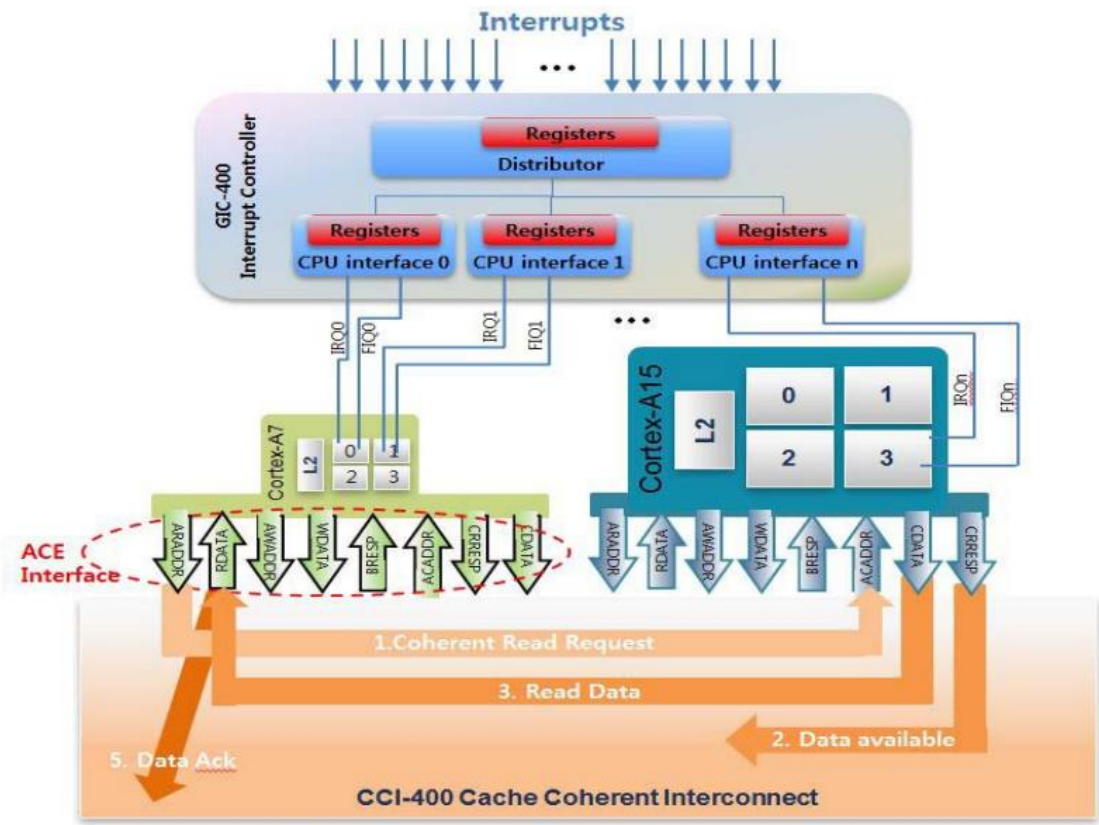 Interrupts
...
GIC-400
Interrupt Controller
Registers
Distributor
Registers
CPU interface 0
Registers
CPU interface 1
Registers
CPU interface n
IRQ0
FIQ0
IRQ1
FIQ1
...
IRQn
FIQn
Cortex-A7
L2
0
1
2
3
Cortex-A15
L2
0
1
2
3
ACE
Interface
ARADDR
RDATA
AWADDR
WDATA
BRESP
ACADDR
CRRESP
CDATA
ARADDR
RDATA
AWADDR
WDATA
BRESP
ACADDR
CDATA
CRRESP
1.Coherent Read Request
3. Read Data
2. Data available
5. Data Ack
CCI-400 Cache Coherent Interconnect